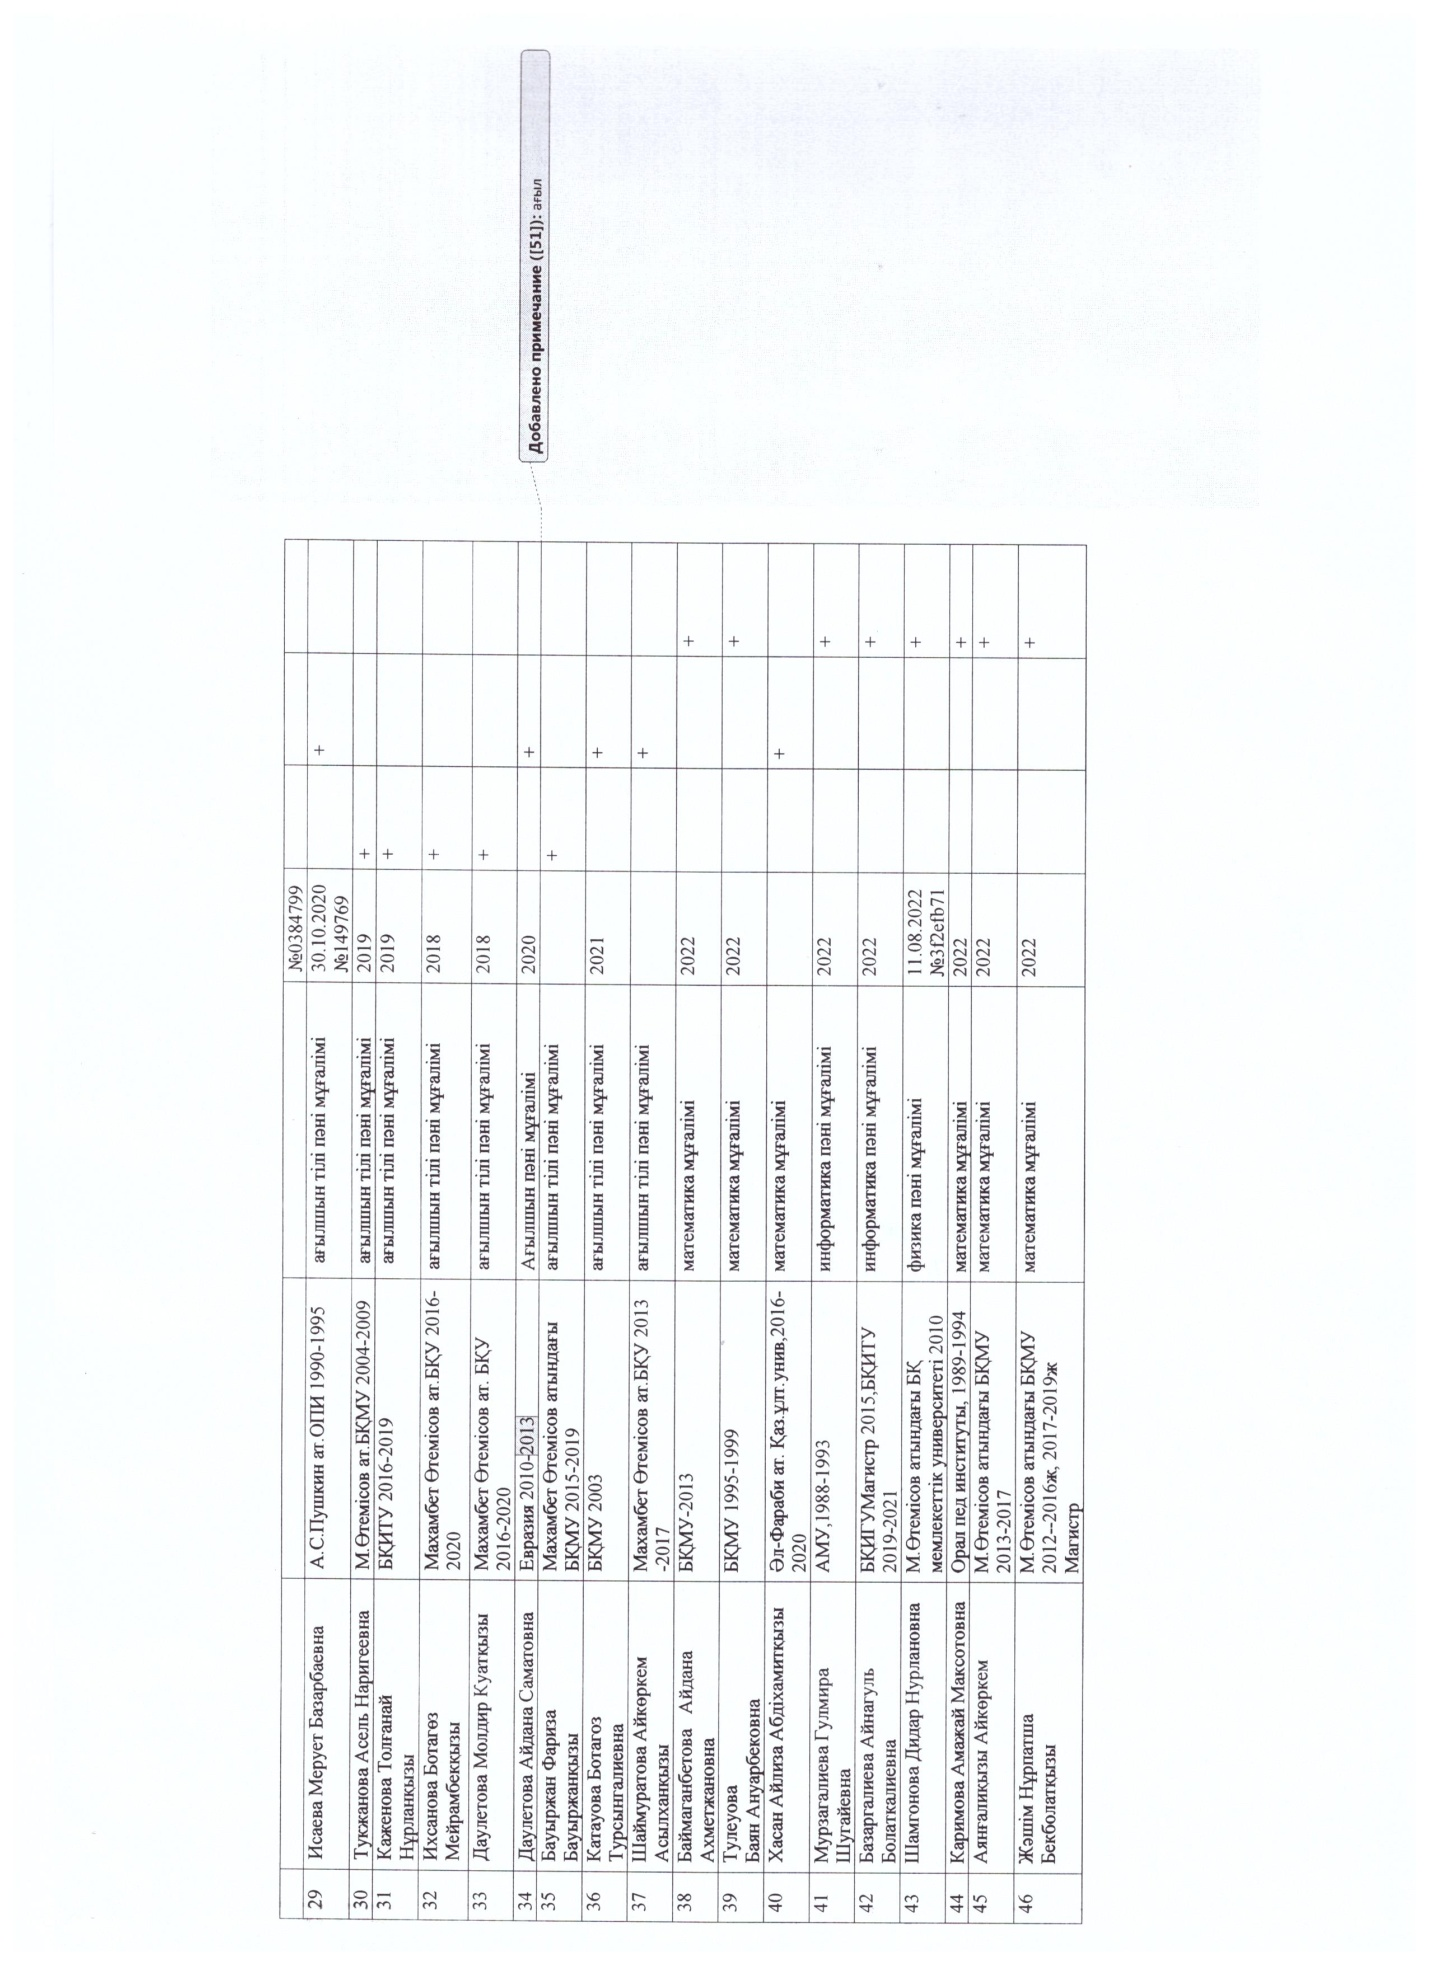 №0384799
29 Исаева Меруерт Базарбаевна А.С.Пушкин ат.ОПИ 1990-1995 ағылшын тілі пәні мұғалімі 30.10.2020 +
№149769
30 Тукжанова Асель Наригеевна М.Өтемісов ат.БҚМУ 2004-2009 ағылшын тілі пәні мұғалімі 2019 +
31 Каженова Толғанай БҚИТУ 2016-2019 ағылшын тілі пәні мұғалімі 2019 +
Нұрланқызы
32 Ихсанова Ботагөз Махамбет Өтемісов ат.БҚУ 2016- ағылшын тілі пәні мұғалімі 2018 +
Мейрамбекқызы 2020
33 Даулетова Молдир Куатқызы Махамбет Өтемісов ат. БҚУ ағылшын тілі пәні мұғалімі 2018 +
2016-2020
34 Даулетова Айдана Саматовна Евразия 2010-2013 Ағылшын пәні мұғалімі 2020 +
Добавлено примечание ([51]): ағыл
35 Бауыржан Фариза Махамбет Өтемісов атындағы ағылшын тілі пәні мұғалімі +
Бауыржанқызы БҚМУ 2015-2019
36 Катауова Ботагоз БҚМУ 2003 ағылшын тілі пәні мұғалімі 2021 +
Турсынгалиевна
37 Шаймуратова Айкөркем Махамбет Өтемісов ат.БҚУ 2013 ағылшын тілі пәні мұғалімі +
Асылханқызы -2017
38 Баймаганбетова Айдана БҚМУ-2013 математика мұғалімі 2022 +
Ахметжановна
39 Тулеуова БҚМУ 1995-1999 математика мұғалімі 2022 +
Баян Ануарбековна
40 Хасан Айлиза Абдіхамитқызы Әл-Фараби ат. Қаз.ұлт.унив,2016- математика мұғалімі +
2020
41 Мурзагалиева Гулмира АМУ,1988-1993 информатика пәні мұғалімі 2022 +
Шугайевна
42 Базаргалиева Айнагуль БҚИГУМагистр 2015,БҚИТУ информатика пәні мұғалімі 2022 +
Болаткалиевна 2019-2021
43 Шамгонова Дидар Нурлановна М.Өтемісов атындағы БҚ физика пәні мұғалімі 11.08.2022 +
мемлекеттік университеті 2010 №3f2efb71
44 Каримова Амажай Максотовна Орал пед институты, 1989-1994 математика мұғалімі 2022 +
45 Аянғалиқызы Айкөркем М.Өтемісов атындағы БҚМУ математика мұғалімі 2022 +
2013-2017
46 Жәшім Нұрпатша М.Өтемісов атындағы БҚМУ математика мұғалімі 2022 +
Бекболатқызы 2012--2016ж, 2017-2019ж
Магистр